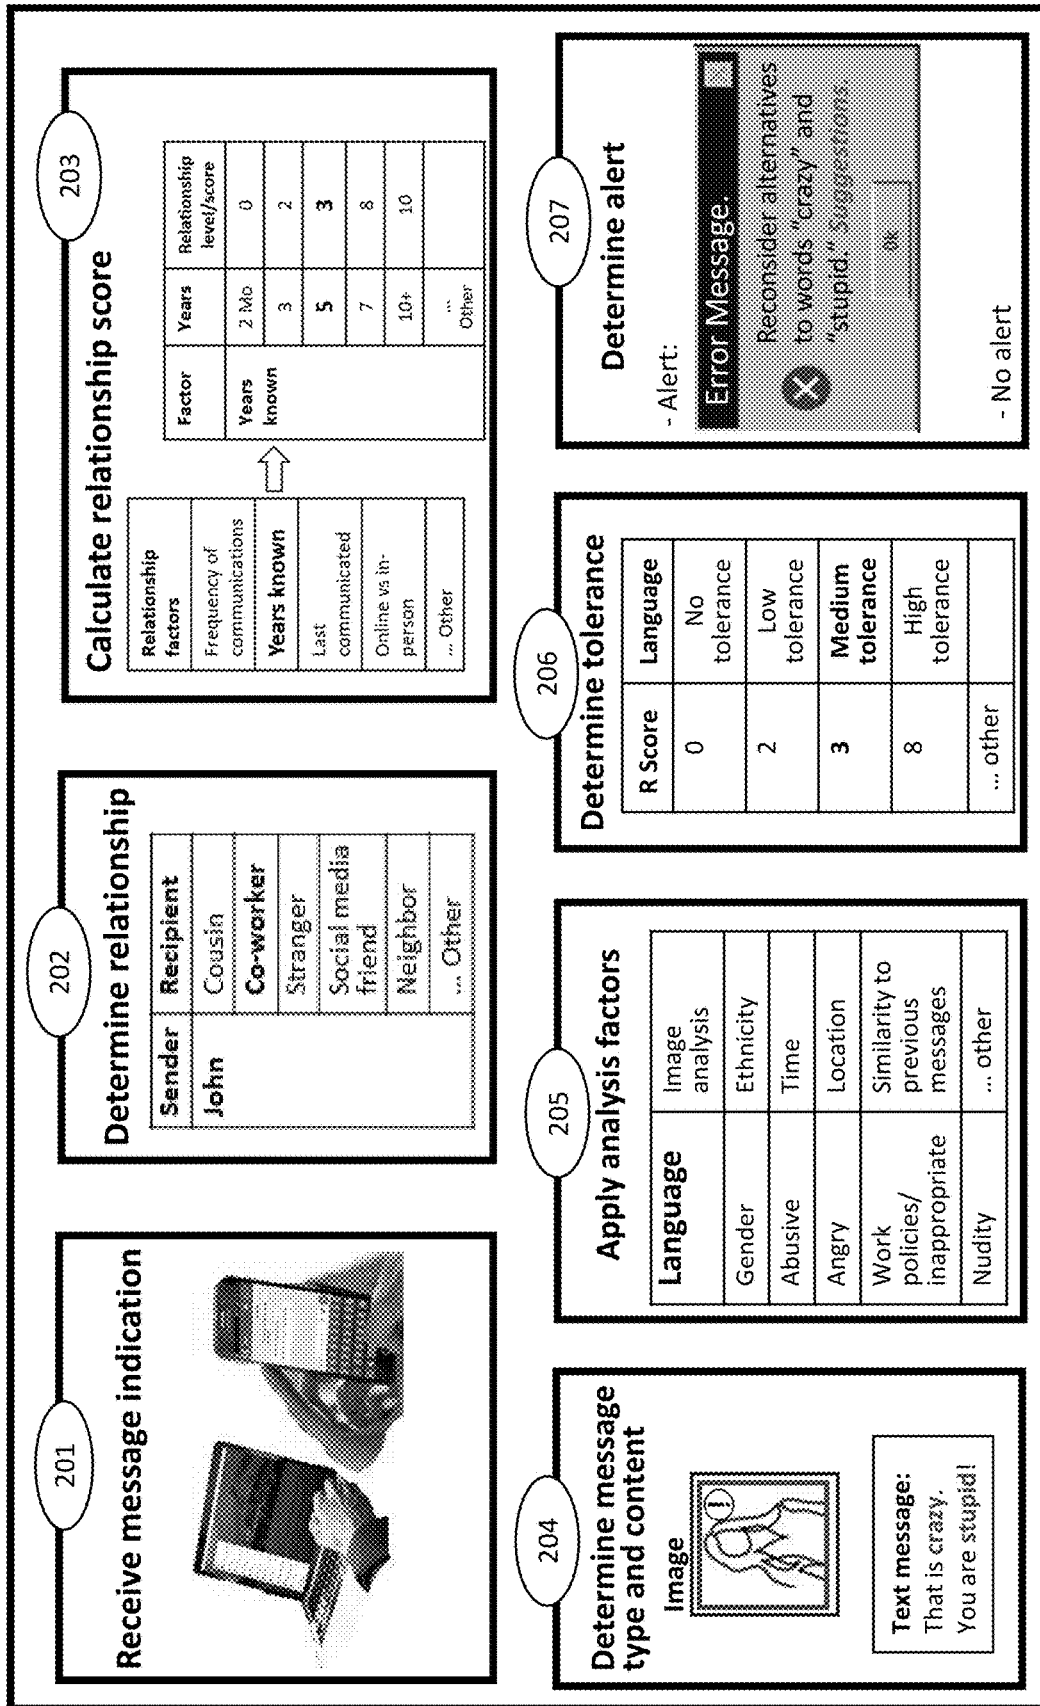 201
Receive message indication
202
Determine relationship
Sender Recipient
John Cousin
Co-worker
Stranger
Social media
friend
Neighbor
.... Other
203
Calculate relationship score
Relationship
factors
Frequency of
communications
Years known
Last
communicated
Online vs in-
person
... Other
Factor Years Relationship
level/score
Years
known
2 Mo 0
3 2
5 3
7 8
10+ 10
...
Other
204
Determine message
type and content
Image
!
Text message:
That is crazy.
You are stupid!
205
Apply analysis factors
Language Image
analysis
Gender Ethnicity
Abusive Time
Angry Location
Work
policies/
inappropriate
Similarity to
previous
messages
Nudity ... other
206
Determine tolerance
R Score Language
0 No
tolerance
2 Low
tolerance
3 Medium
tolerance
8 High
tolerance
... other
207
Determine alert
- Alert:
Error Message.
Reconsider alternatives
to words "crazy" and
"stupid." Suggestions.
Ok
- No alert